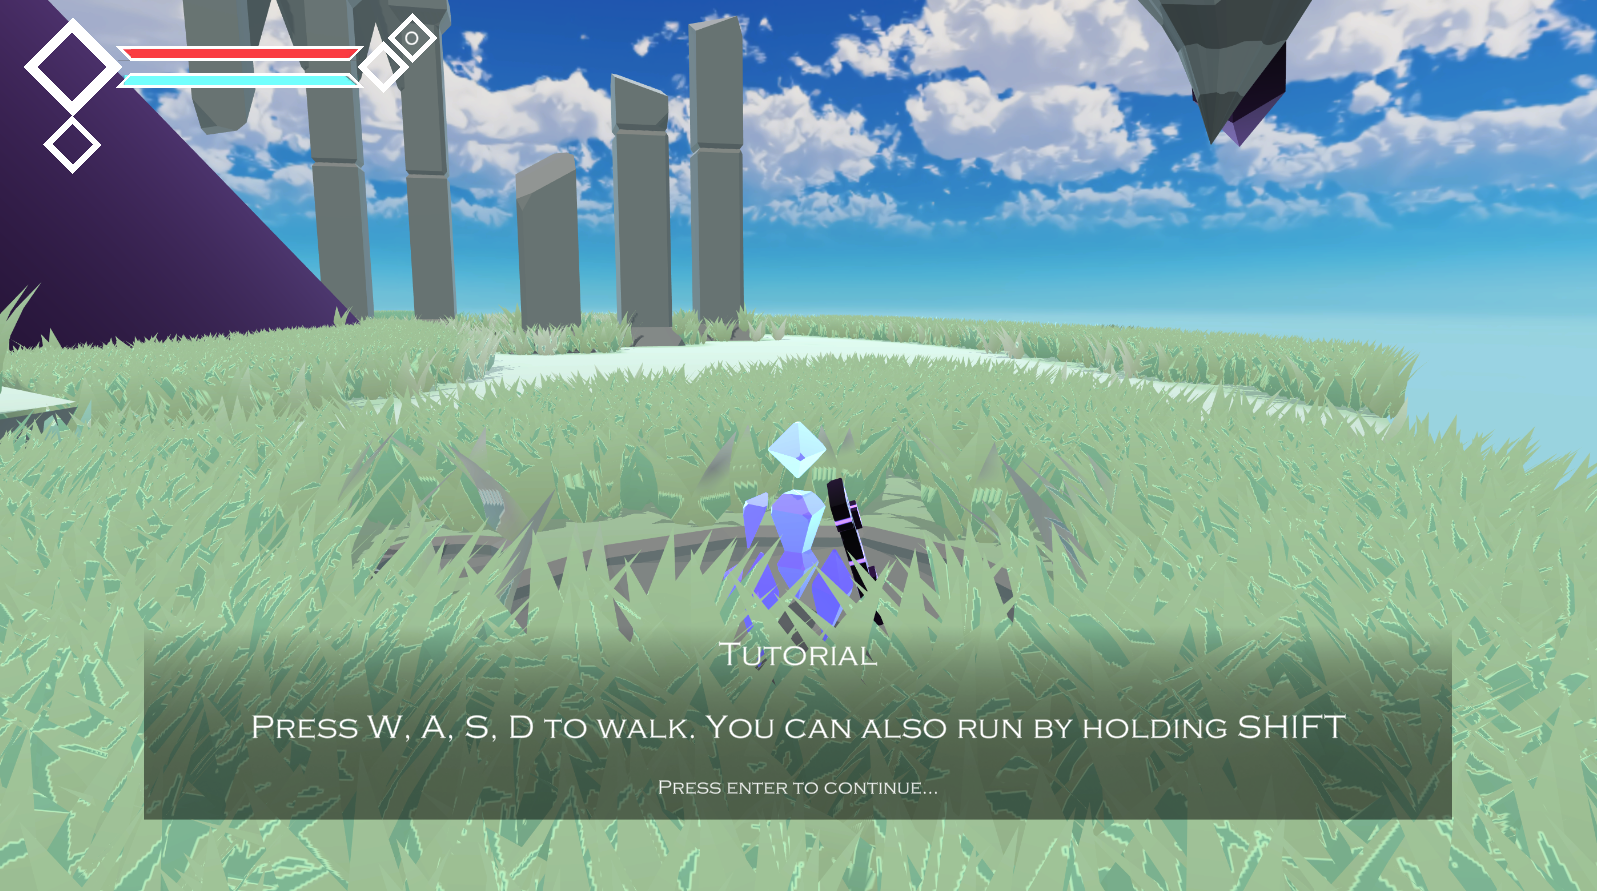 Tutorial
Press W, A, S, D to walk. You can also run by holding SHIFT
Press enter to continue...